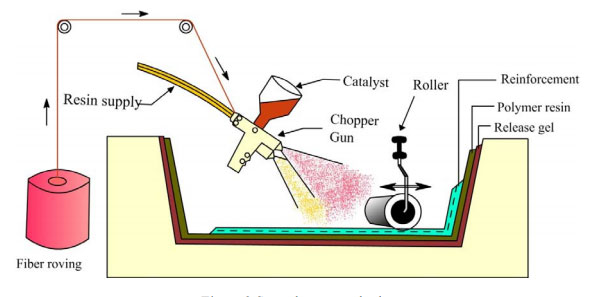 Catalyst
Roller
Reinforcement
Resin supply
Chopper
Gun
Polymer resin
Release gel
Fiber roving